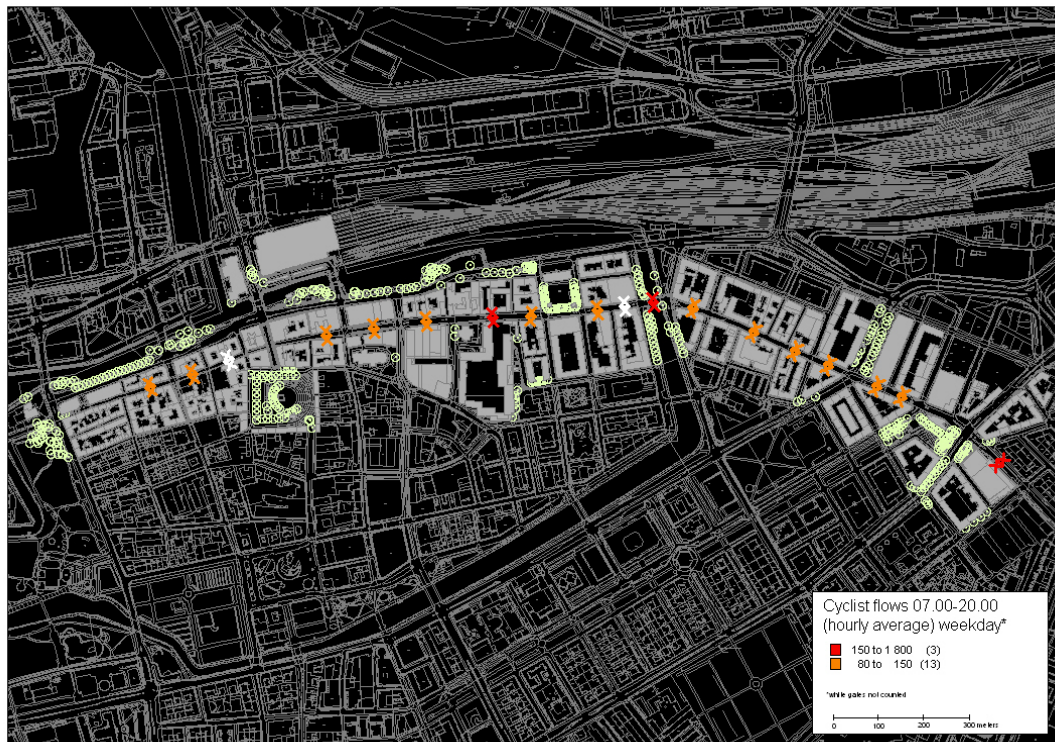 Cyclist flows 07.00-20.00
(hourly average) weekday*
150 to 1 800 (3)
80 to 150 (13)
*white gates not counted
0 100 200 300 meters